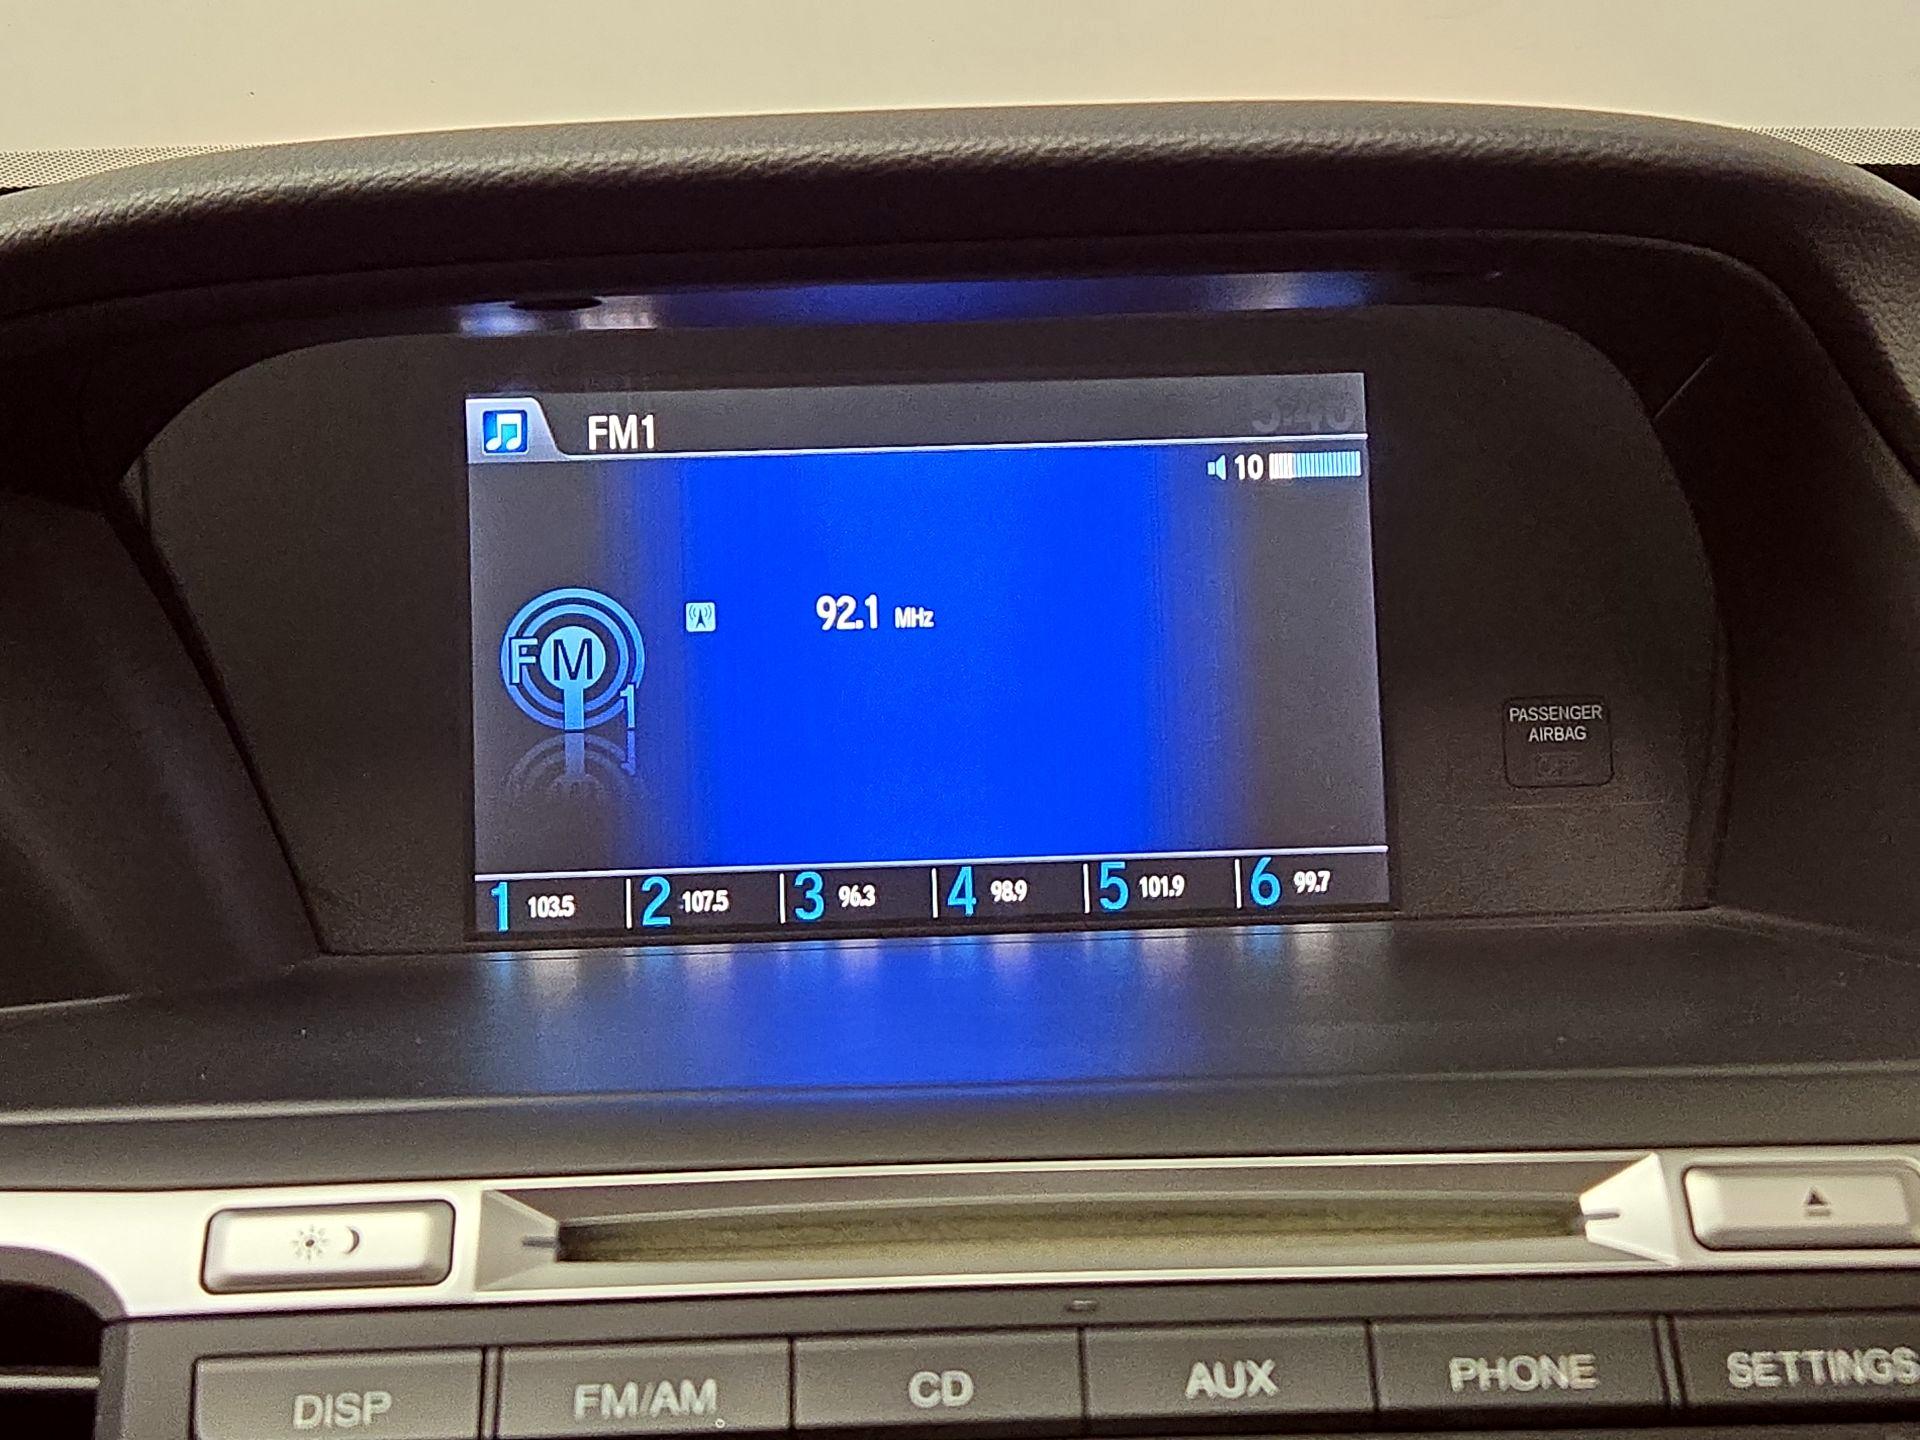 FM1
10
92.1 MHz
FM
1
PASSENGER
AIRBAG
1 103.5 2 107.5 3 96.3 4 98.9 5 101.9 6 99.7
DISP FM/AM CD AUX PHONE SETTINGS